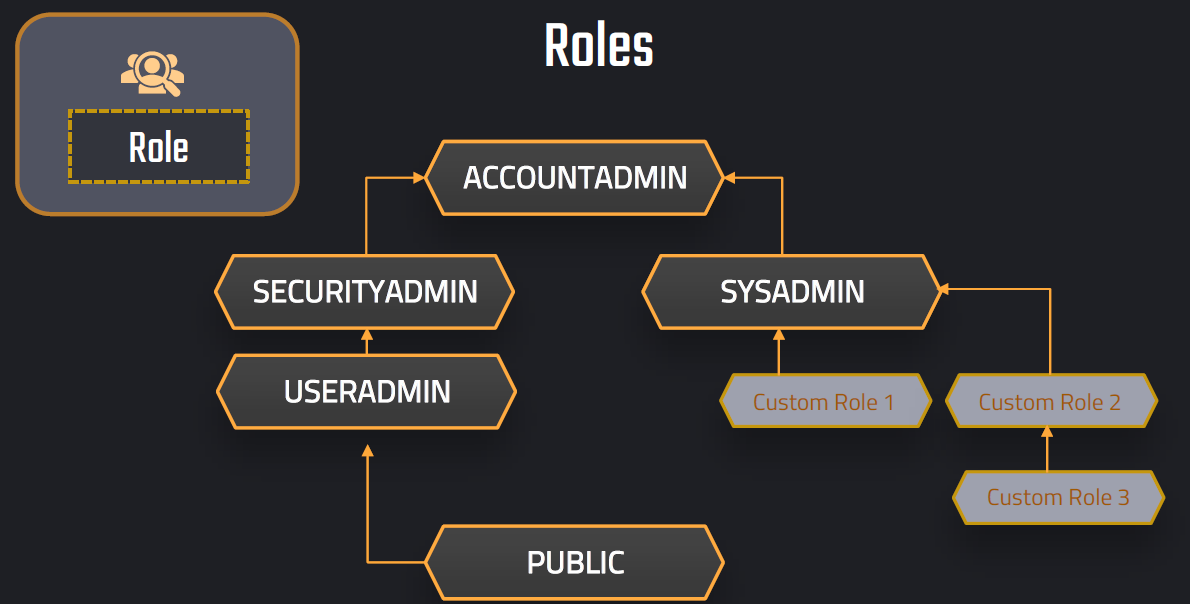 Roles
Role
ACCOUNTADMIN
SECURITYADMIN
SYSADMIN
USERADMIN
Custom Role 1
Custom Role 2
Custom Role 3
PUBLIC